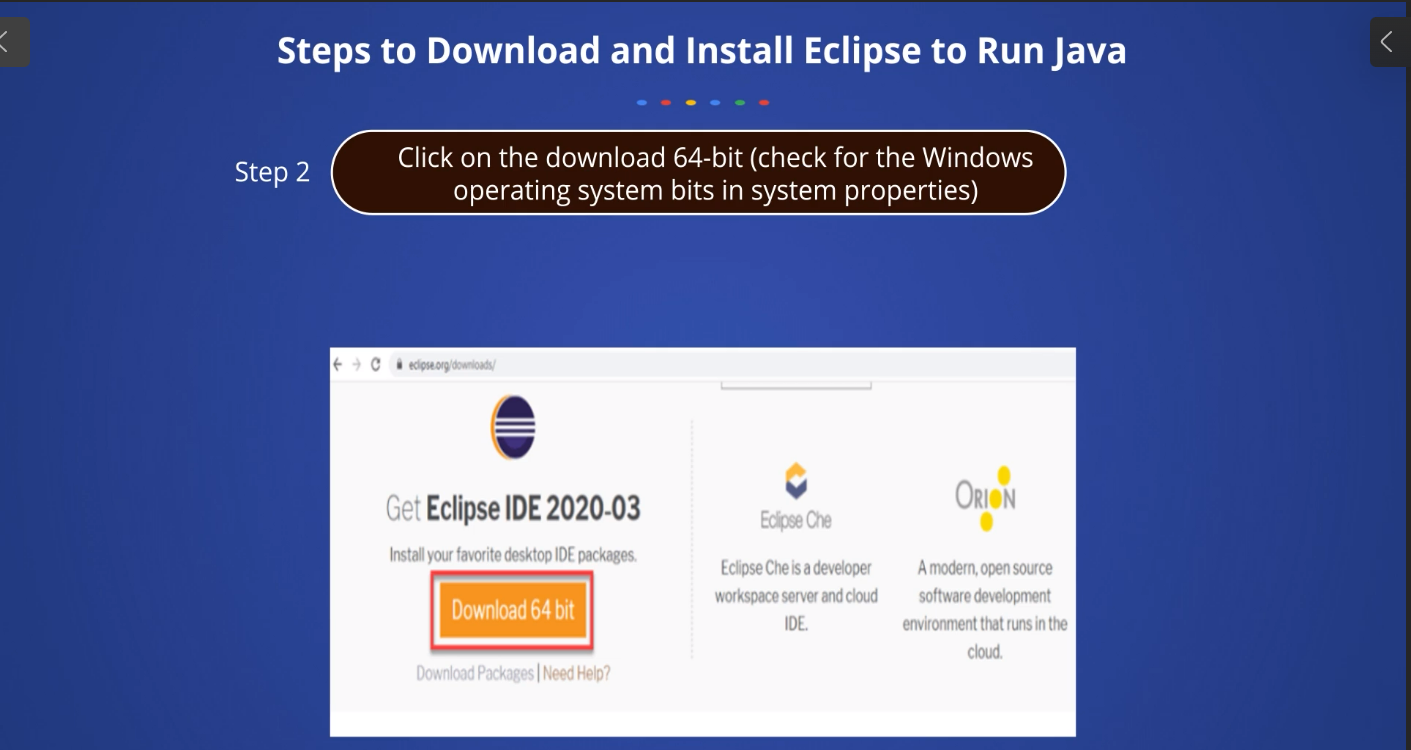 Steps to Download and Install Eclipse to Run Java
Step 2
Click on the download 64-bit (check for the Windows
operating system bits in system properties)
eclipse.org/downloads/
Get Eclipse IDE 2020-03
Install your favorite desktop IDE packages.
Download 64 bit
Download Packages | Need Help?
Eclipse Che
Eclipse Che is a developer
workspace server and cloud
IDE.
ORION
A modern, open source
software development
environment that runs in the
cloud.